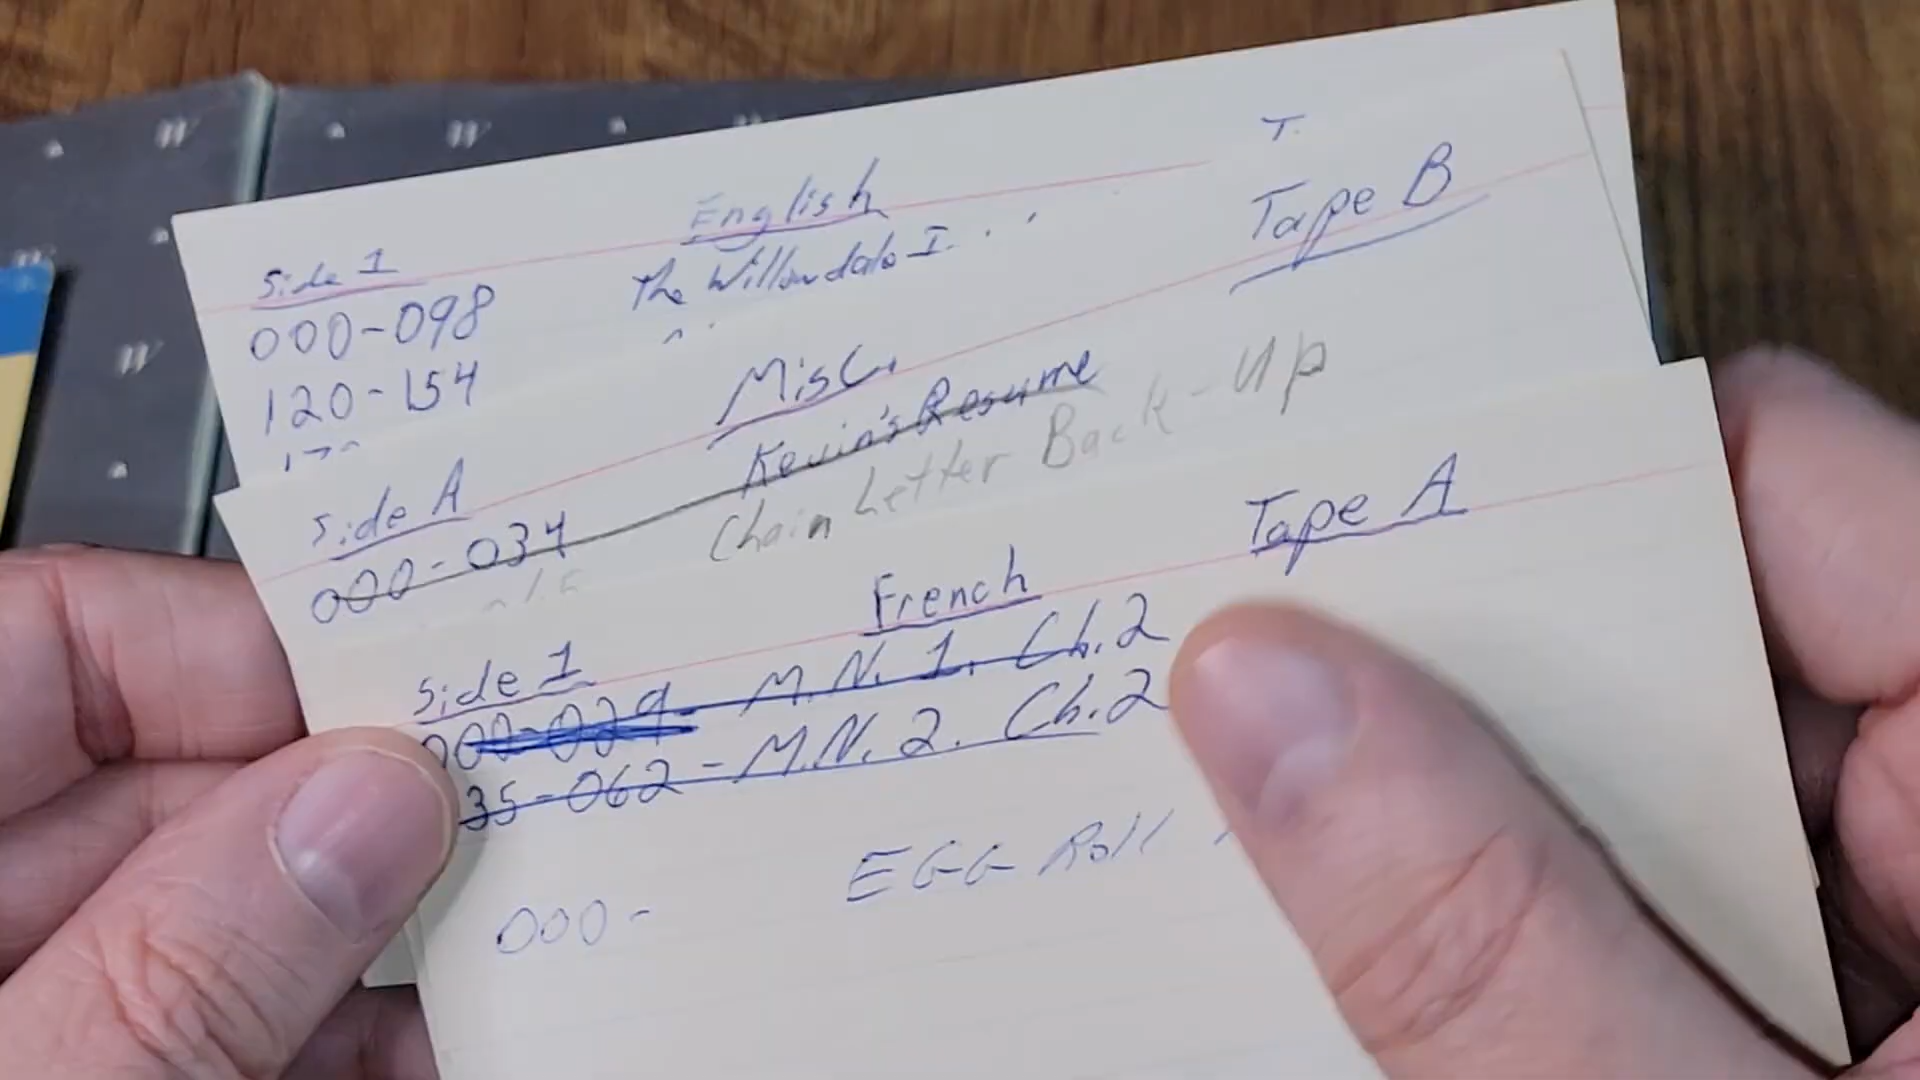 T.
English
Side 1
The Willowdale I
000-098
120-154
Tape B
Misc.
Side A
Kevin's Resume
000-034
Chain Letter Back-Up
Tape A
French
Side 1
000-029 - M.N. 1. Ch.2
35-062 - M.N. 2. Ch.2
000- EGG Roll